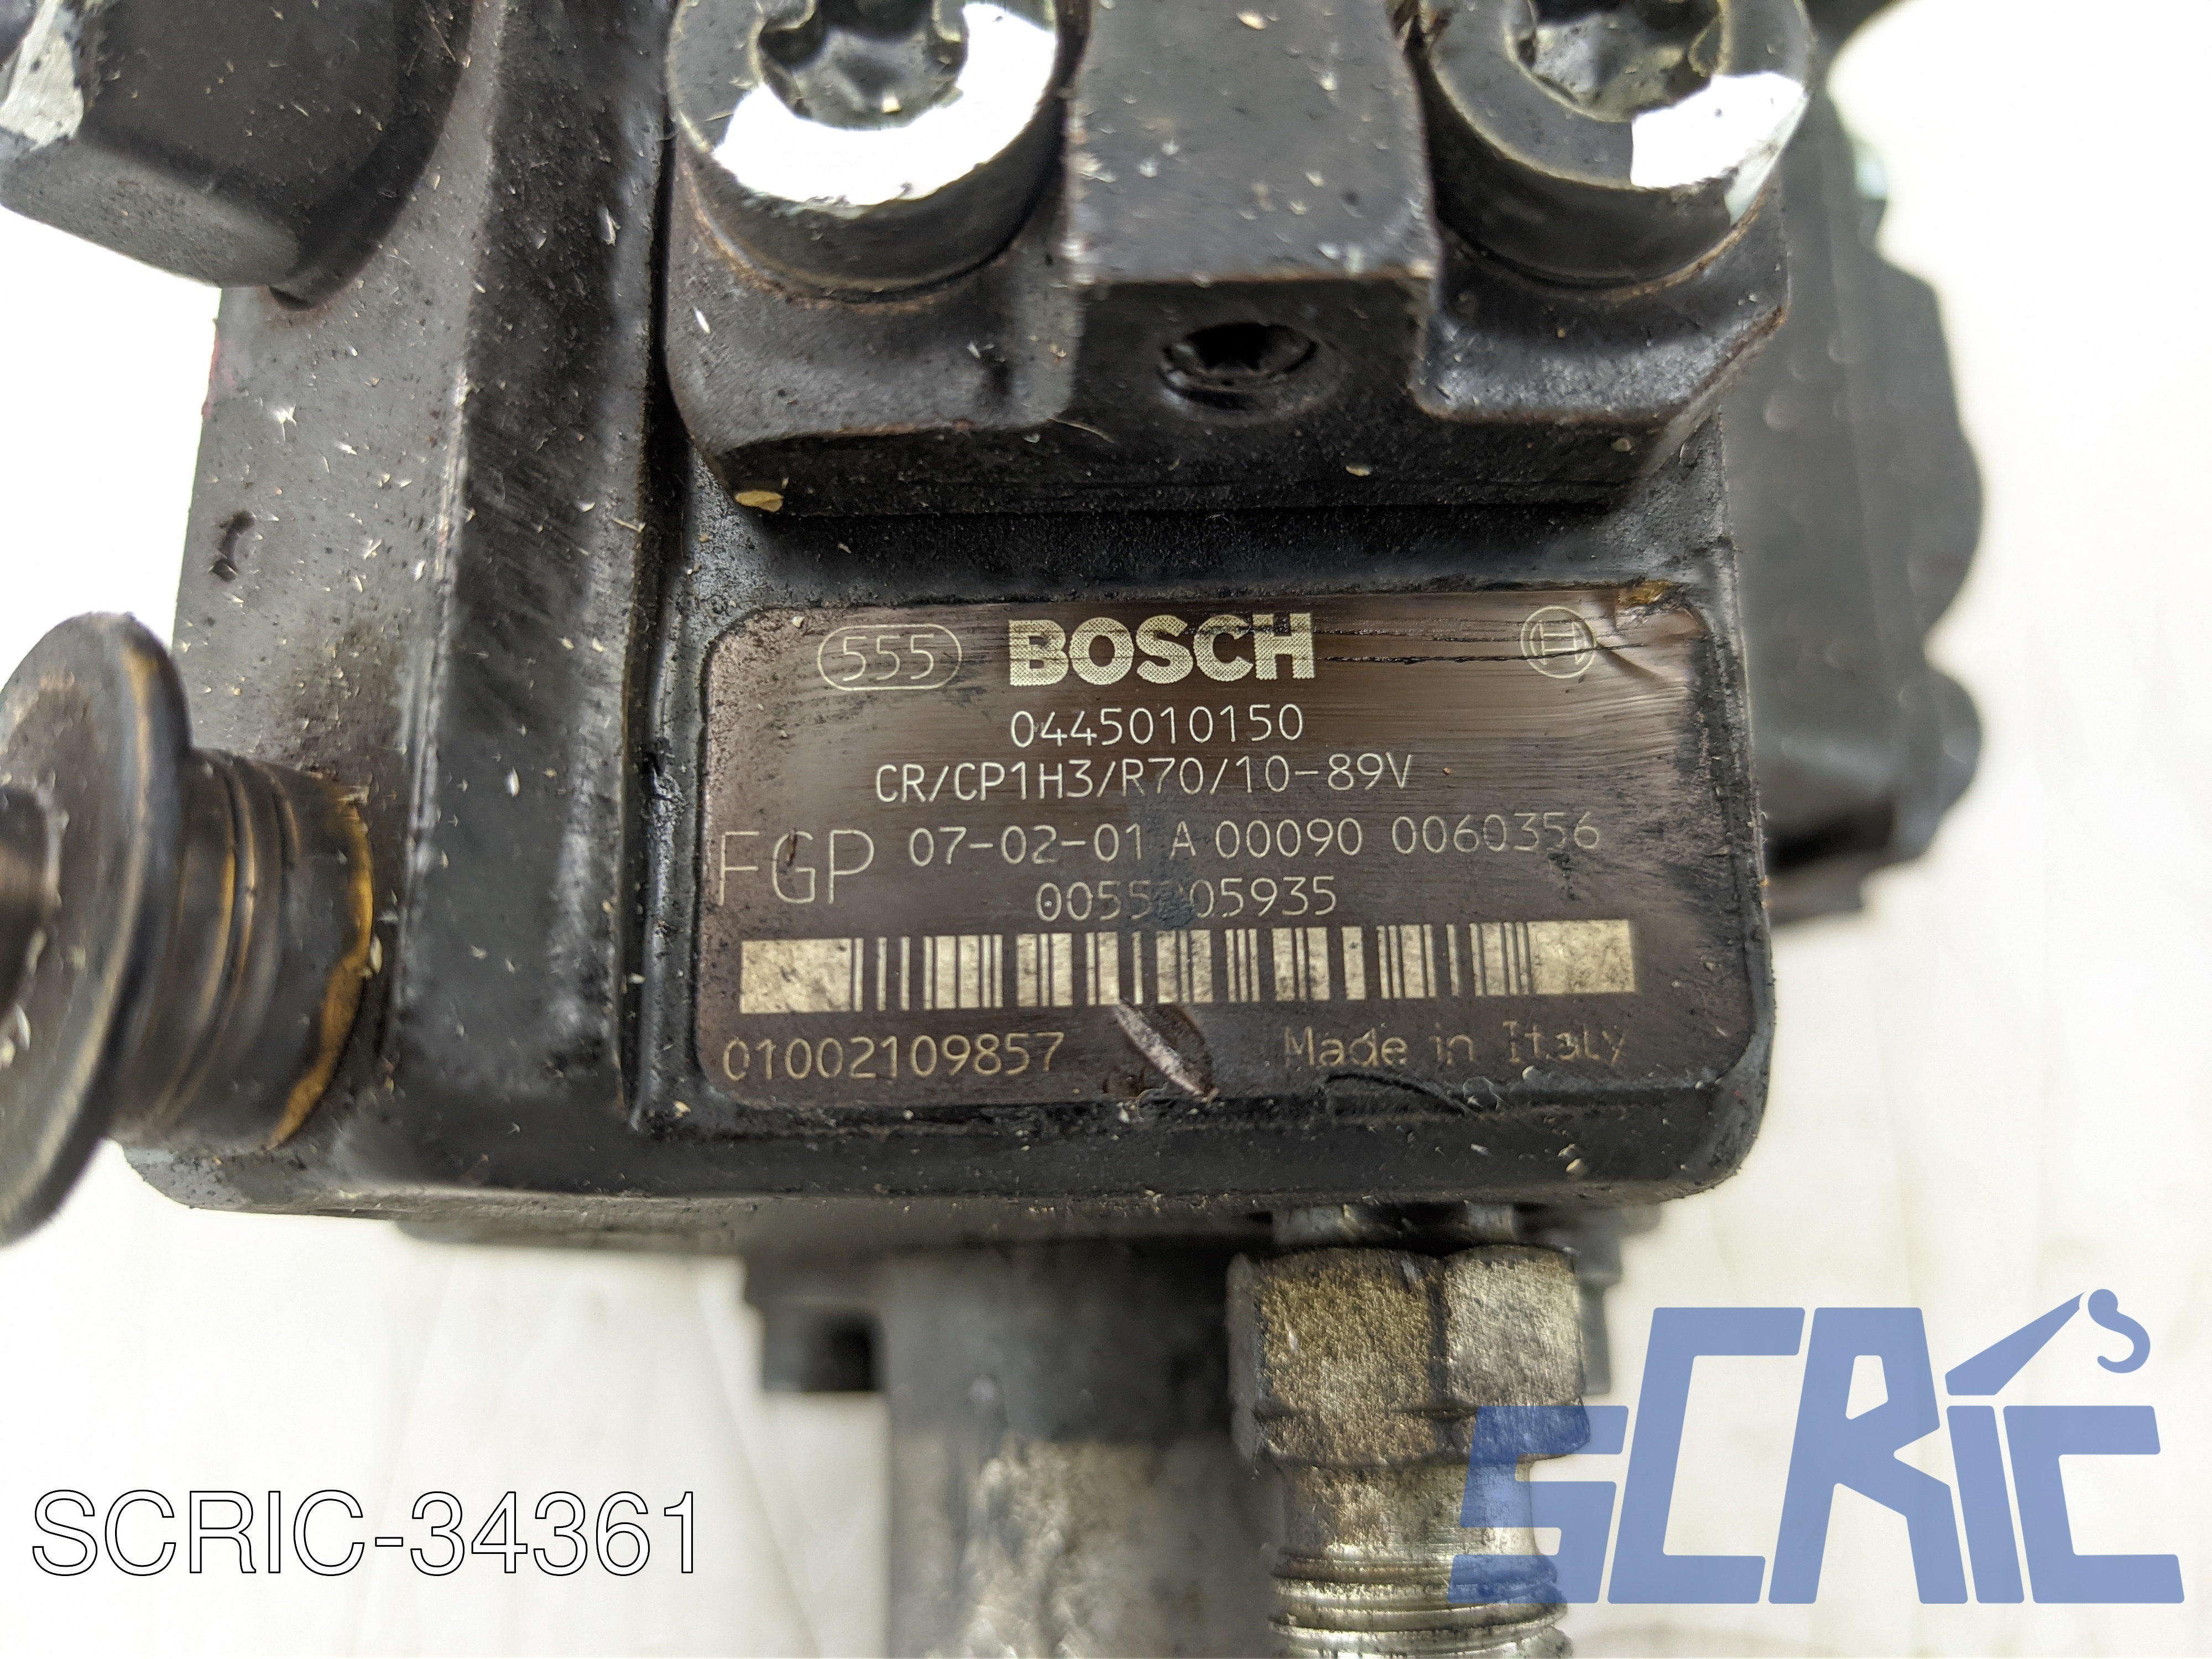 555 BOSCH H
0445010150
CR/CP1H3/R70/10-89V
FGP 07-02-01 A 00090 0060356
01002109857 Made in Italy
SCRIC
SCRIC-34361